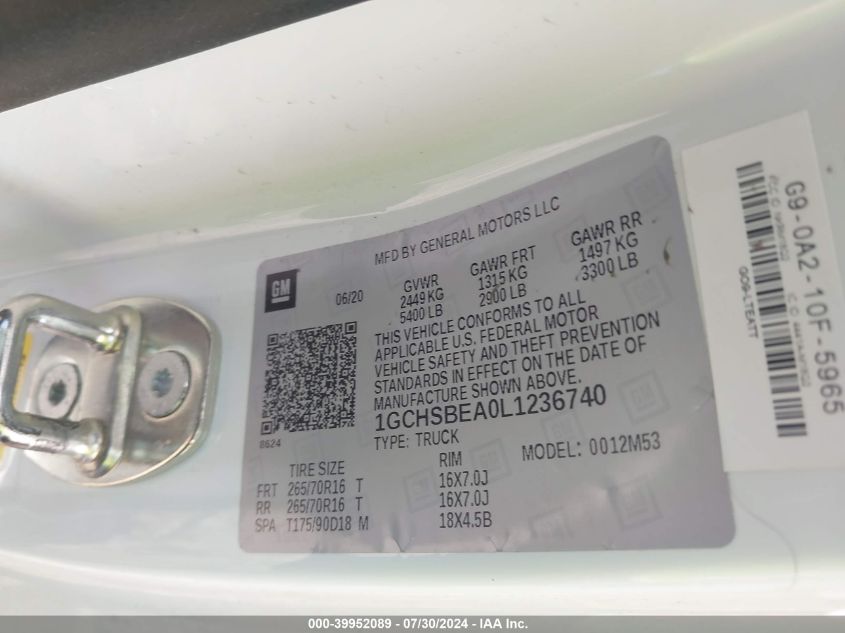 GM
MFD BY GENERAL MOTORS LLC
06/20
GVWR GAWR FRT GAWR RR
2449 KG 1315 KG 1497 KG
5400 LB 2900 LB 3300 LB
THIS VEHICLE CONFORMS TO ALL
APPLICABLE U.S. FEDERAL MOTOR
VEHICLE SAFETY AND THEFT PREVENTION
STANDARDS IN EFFECT ON THE DATE OF
MANUFACTURE SHOWN ABOVE.
8624
1GCHSBEA0L1236740
TYPE: TRUCK MODEL: 0012M53
TIRE SIZE RIM
FRT 265/70R16 T 16X7.0J
RR 265/70R16 T 16X7.0J
SPA T175/90D18 M 18X4.5B
G9-0A2-10F-5965
000-39952089 - 07/30/2024 - IAA Inc.